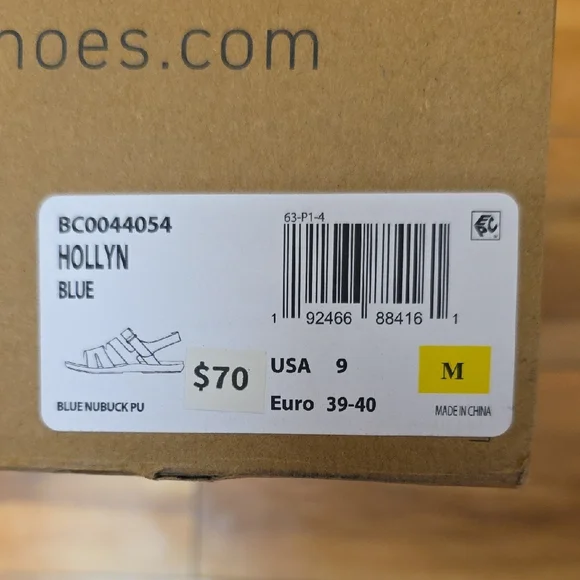 hoes.com
BC0044054
HOLLYN
BLUE
63-P1-4
1 92466 88416 1
$70
USA 9
M
Euro 39-40
BLUE NUBUCK PU
MADE IN CHINA